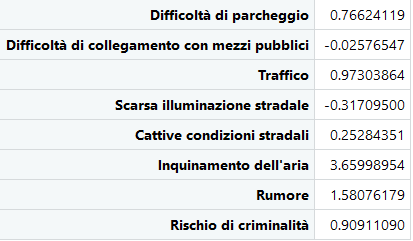 Difficoltà di parcheggio 0.76624119
Difficoltà di collegamento con mezzi pubblici -0.02576547
Traffico 0.97303864
Scarsa illuminazione stradale -0.31709500
Cattive condizioni stradali 0.25284351
Inquinamento dell'aria 3.65998954
Rumore 1.58076179
Rischio di criminalità 0.90911090